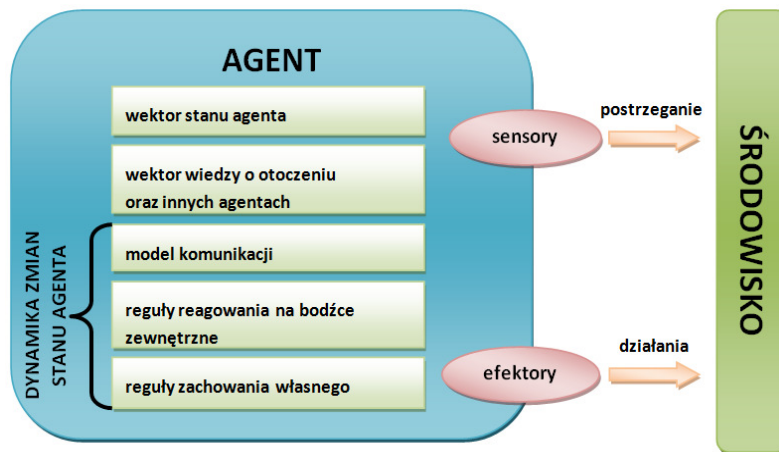 AGENT
wektor stanu agenta
wektor wiedzy o otoczeniu
oraz innych agentach
model komunikacji
reguły reagowania na bodźce
zewnętrzne
reguły zachowania własnego
DYNAMIKA ZMIAN
STANU AGENTA
sensory
efektory
postrzeganie
działania
ŚRODOWISKO